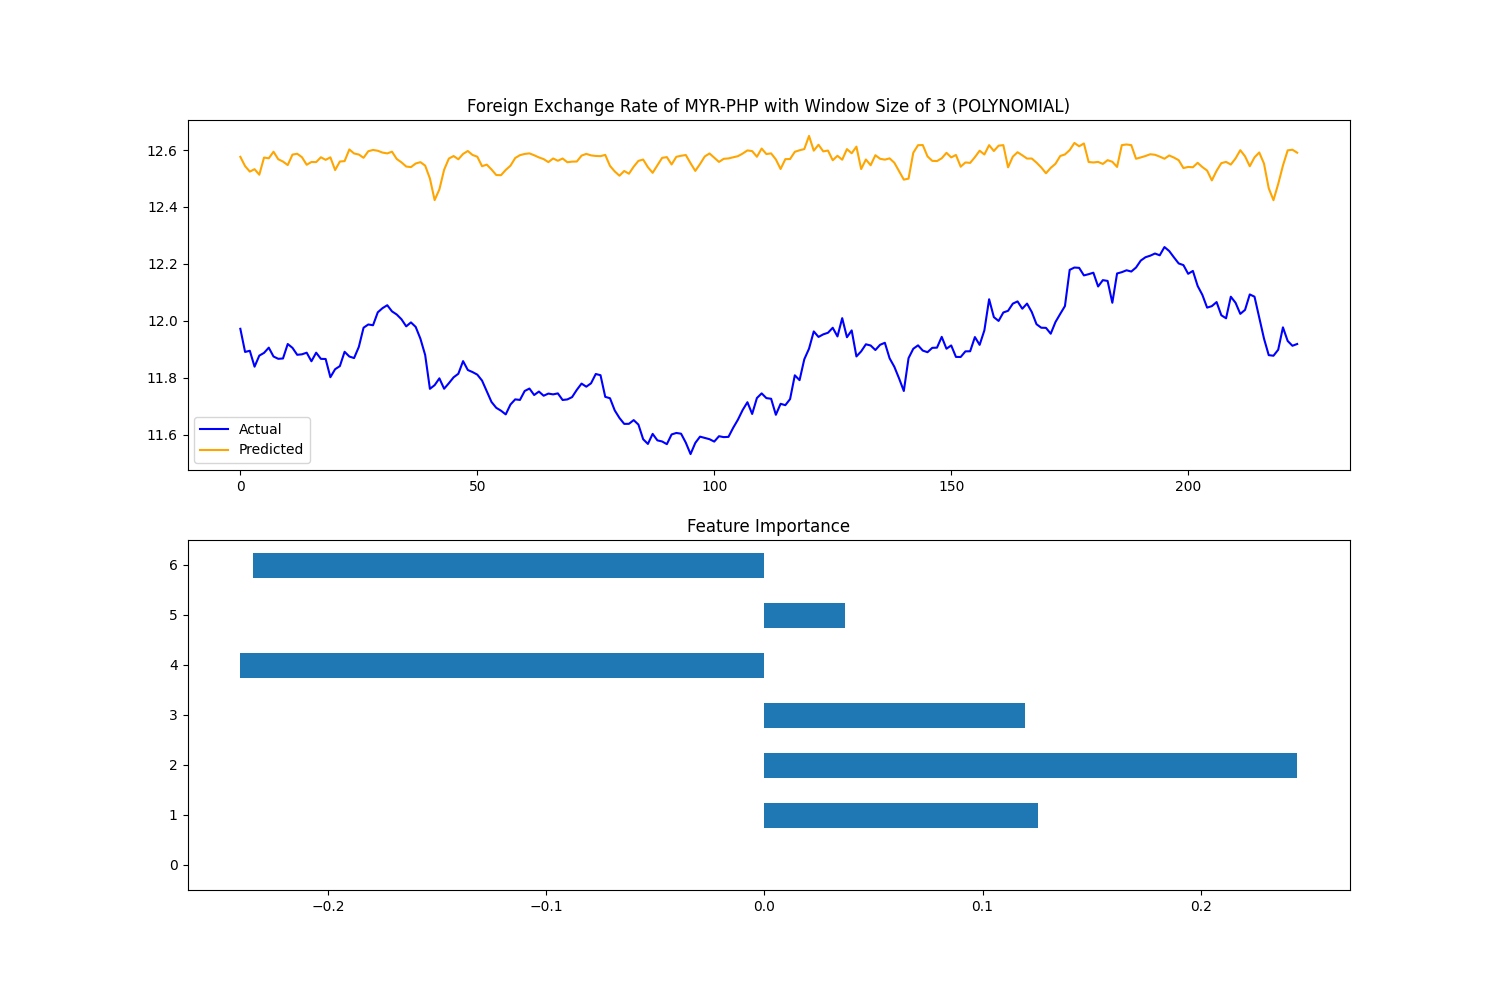 Foreign Exchange Rate of MYR-PHP with Window Size of 3 (POLYNOMIAL)
12.6
12.4
12.2
12.0
11.8
11.6
Actual
Predicted
0 50 100 150 200
Feature Importance
6
5
4
3
2
1
0
−0.2 −0.1 0.0 0.1 0.2